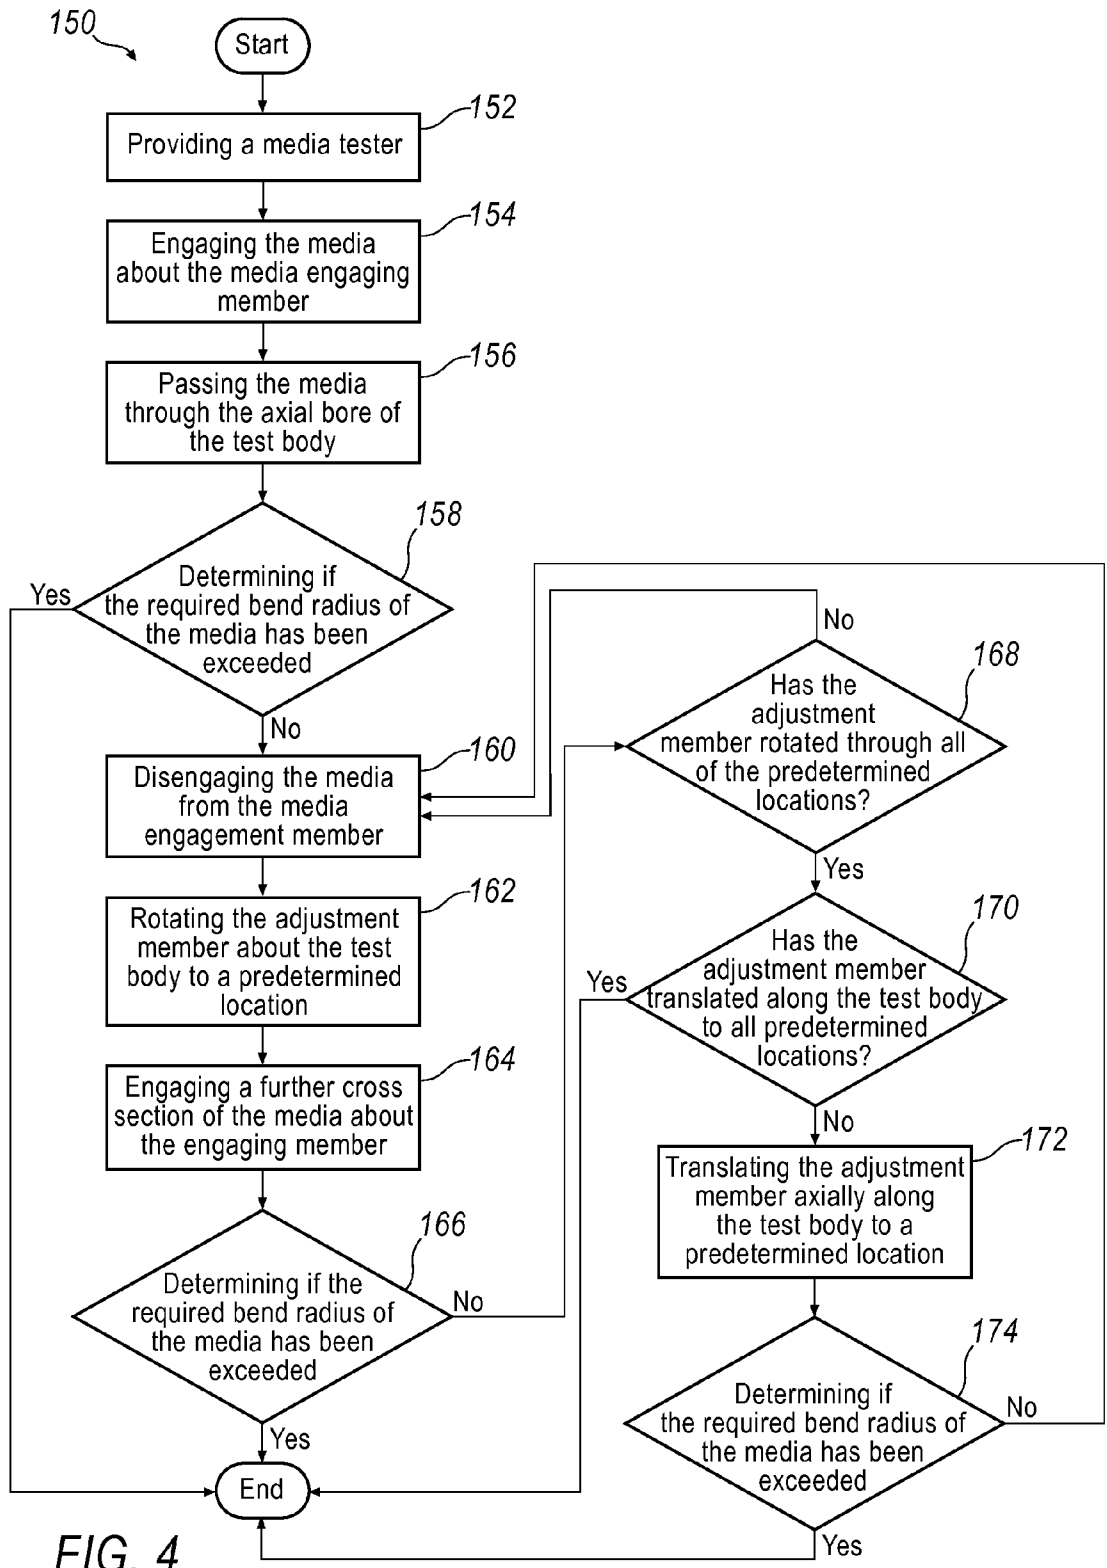 150
Start
152
Providing a media tester
154
Engaging the media
about the media engaging
member
156
Passing the media
through the axial bore of
the test body
158
Yes
Determining if
the required bend radius of
the media has been
exceeded
No
160
Disengaging the media
from the media
engagement member
162
Rotating the adjustment
member about the test
body to a predetermined
location
164
Engaging a further cross
section of the media about
the engaging member
166
Determining if the
required bend radius of
the media has been
exceeded
No
Yes
End
No
168
Has the
adjustment
member rotated through all
of the predetermined
locations?
Yes
170
Has the
adjustment member
translated along the test body
to all predetermined
locations?
Yes
No
172
Translating the adjustment
member axially along
the test body to a
predetermined location
174
Determining if
the required bend radius of
the media has been
exceeded
No
Yes
FIG. 4